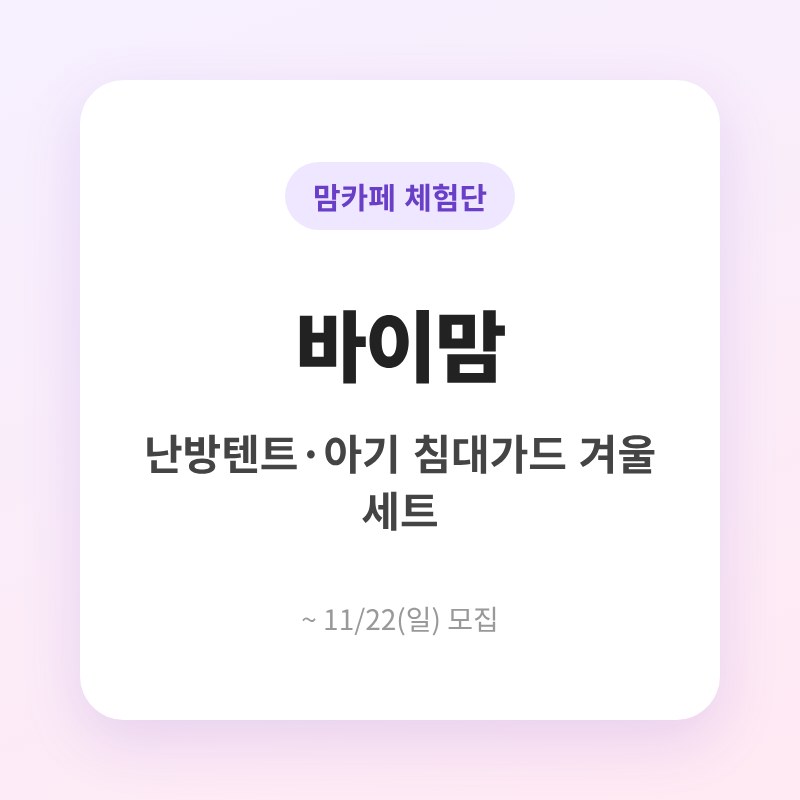 맘카페 체험단
바이맘
난방텐트·아기 침대가드 겨울
세트
~ 11/22(일) 모집